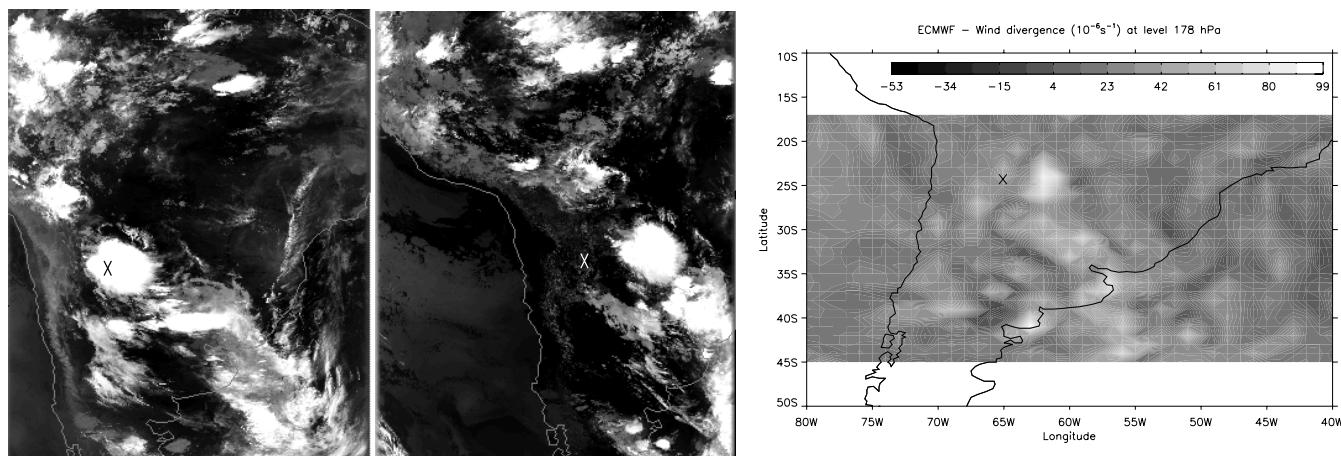 X
X
ECMWF – Wind divergence (10⁻⁶s⁻¹) at level 178 hPa
-53 -34 -15 4 23 42 61 80 99
10S
15S
20S
25S
30S
35S
40S
45S
50S
Latitude
X
80W 75W 70W 65W 60W 55W 50W 45W 40W
Longitude